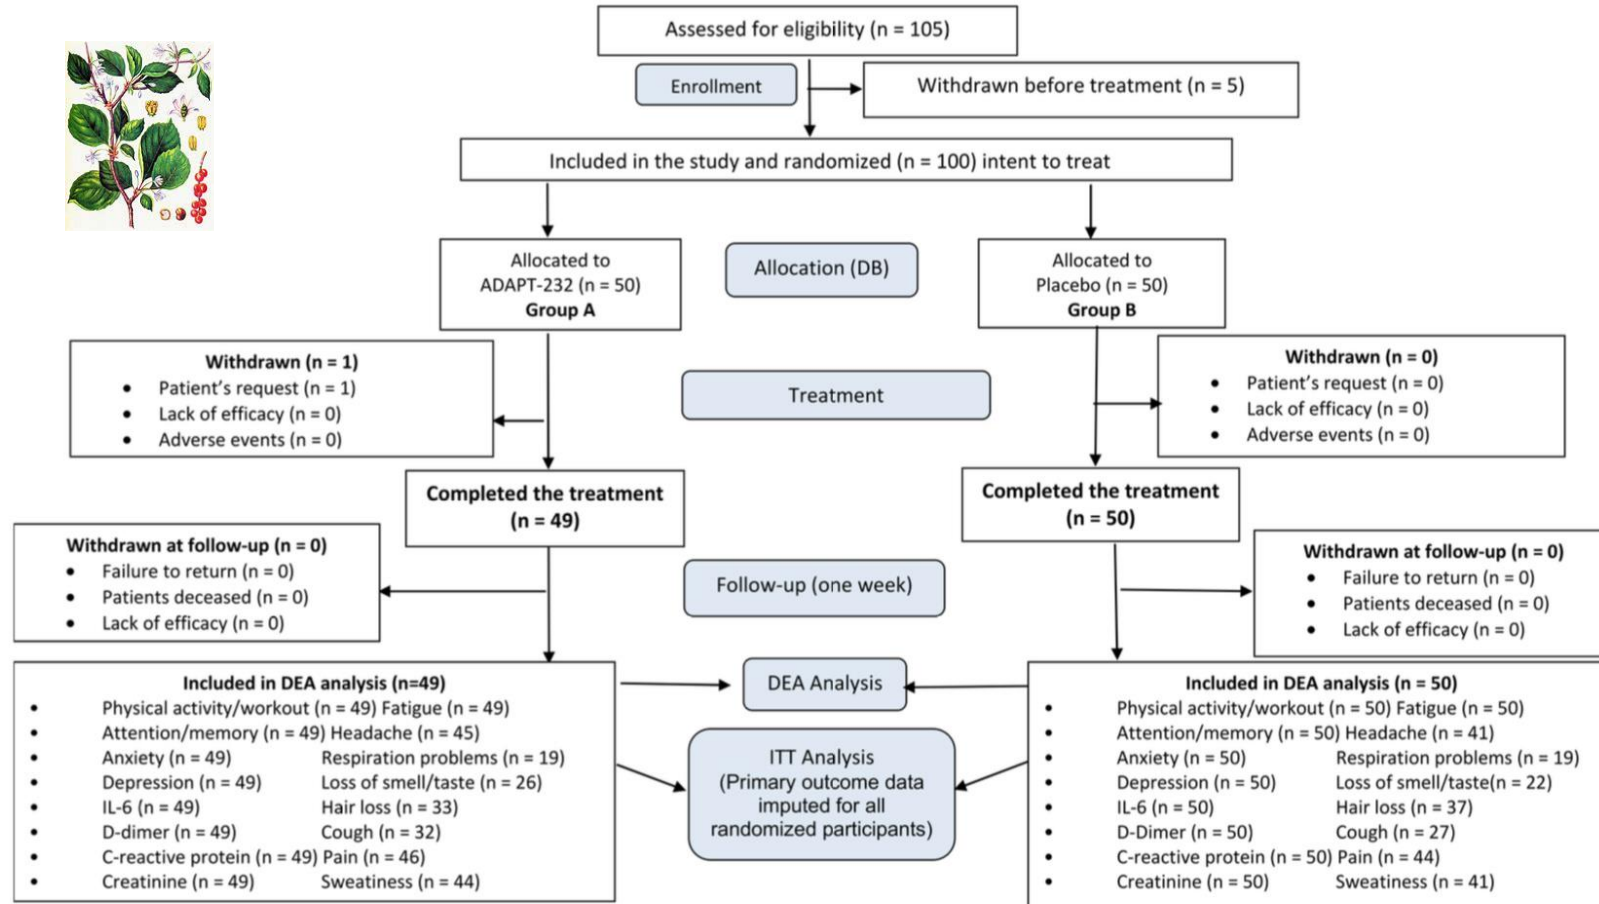 Assessed for eligibility (n = 105)
Enrollment
Withdrawn before treatment (n = 5)
Included in the study and randomized (n = 100) intent to treat
Allocated to
ADAPT-232 (n = 50)
Group A
Allocation (DB)
Allocated to
Placebo (n = 50)
Group B
Withdrawn (n = 1)
• Patient's request (n = 1)
• Lack of efficacy (n = 0)
• Adverse events (n = 0)
Treatment
Withdrawn (n = 0)
• Patient's request (n = 0)
• Lack of efficacy (n = 0)
• Adverse events (n = 0)
Completed the treatment
(n = 49)
Completed the treatment
(n = 50)
Withdrawn at follow-up (n = 0)
• Failure to return (n = 0)
• Patients deceased (n = 0)
• Lack of efficacy (n = 0)
Follow-up (one week)
Withdrawn at follow-up (n = 0)
• Failure to return (n = 0)
• Patients deceased (n = 0)
• Lack of efficacy (n = 0)
Included in DEA analysis (n=49)
• Physical activity/workout (n = 49) Fatigue (n = 49)
• Attention/memory (n = 49) Headache (n = 45)
• Anxiety (n = 49) Respiration problems (n = 19)
• Depression (n = 49) Loss of smell/taste (n = 26)
• IL-6 (n = 49) Hair loss (n = 33)
• D-dimer (n = 49) Cough (n = 32)
• C-reactive protein (n = 49) Pain (n = 46)
• Creatinine (n = 49) Sweatiness (n = 44)
DEA Analysis
ITT Analysis
(Primary outcome data
imputed for all
randomized participants)
Included in DEA analysis (n = 50)
• Physical activity/workout (n = 50) Fatigue (n = 50)
• Attention/memory (n = 50) Headache (n = 41)
• Anxiety (n = 50) Respiration problems (n = 19)
• Depression (n = 50) Loss of smell/taste(n = 22)
• IL-6 (n = 50) Hair loss (n = 37)
• D-Dimer (n = 50) Cough (n = 27)
• C-reactive protein (n = 50) Pain (n = 44)
• Creatinine (n = 50) Sweatiness (n = 41)